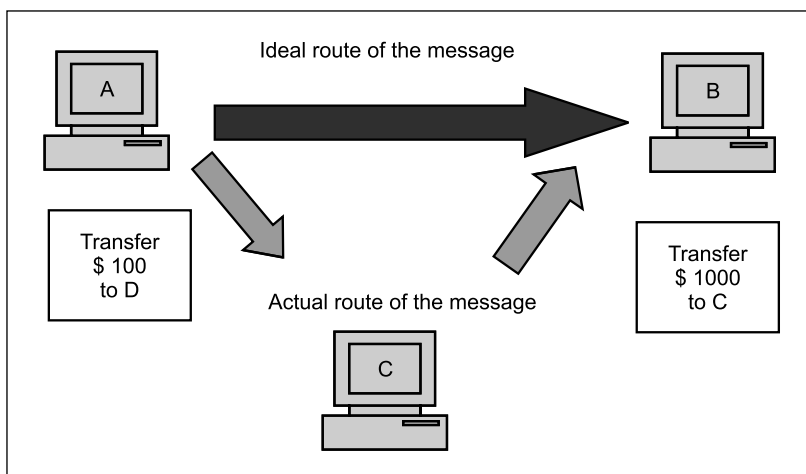 Ideal route of the message
A
B
Transfer
$ 100
to D
Transfer
$ 1000
to C
Actual route of the message
C